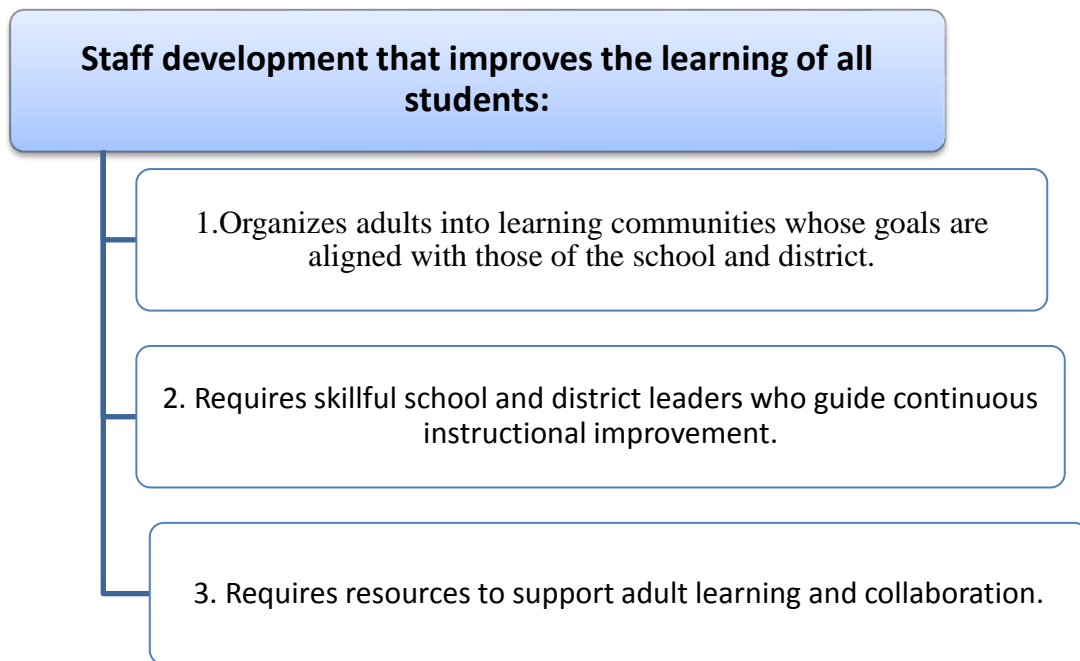 Staff development that improves the learning of all
students:
1.Organizes adults into learning communities whose goals are
aligned with those of the school and district.
2. Requires skillful school and district leaders who guide continuous
instructional improvement.
3. Requires resources to support adult learning and collaboration.